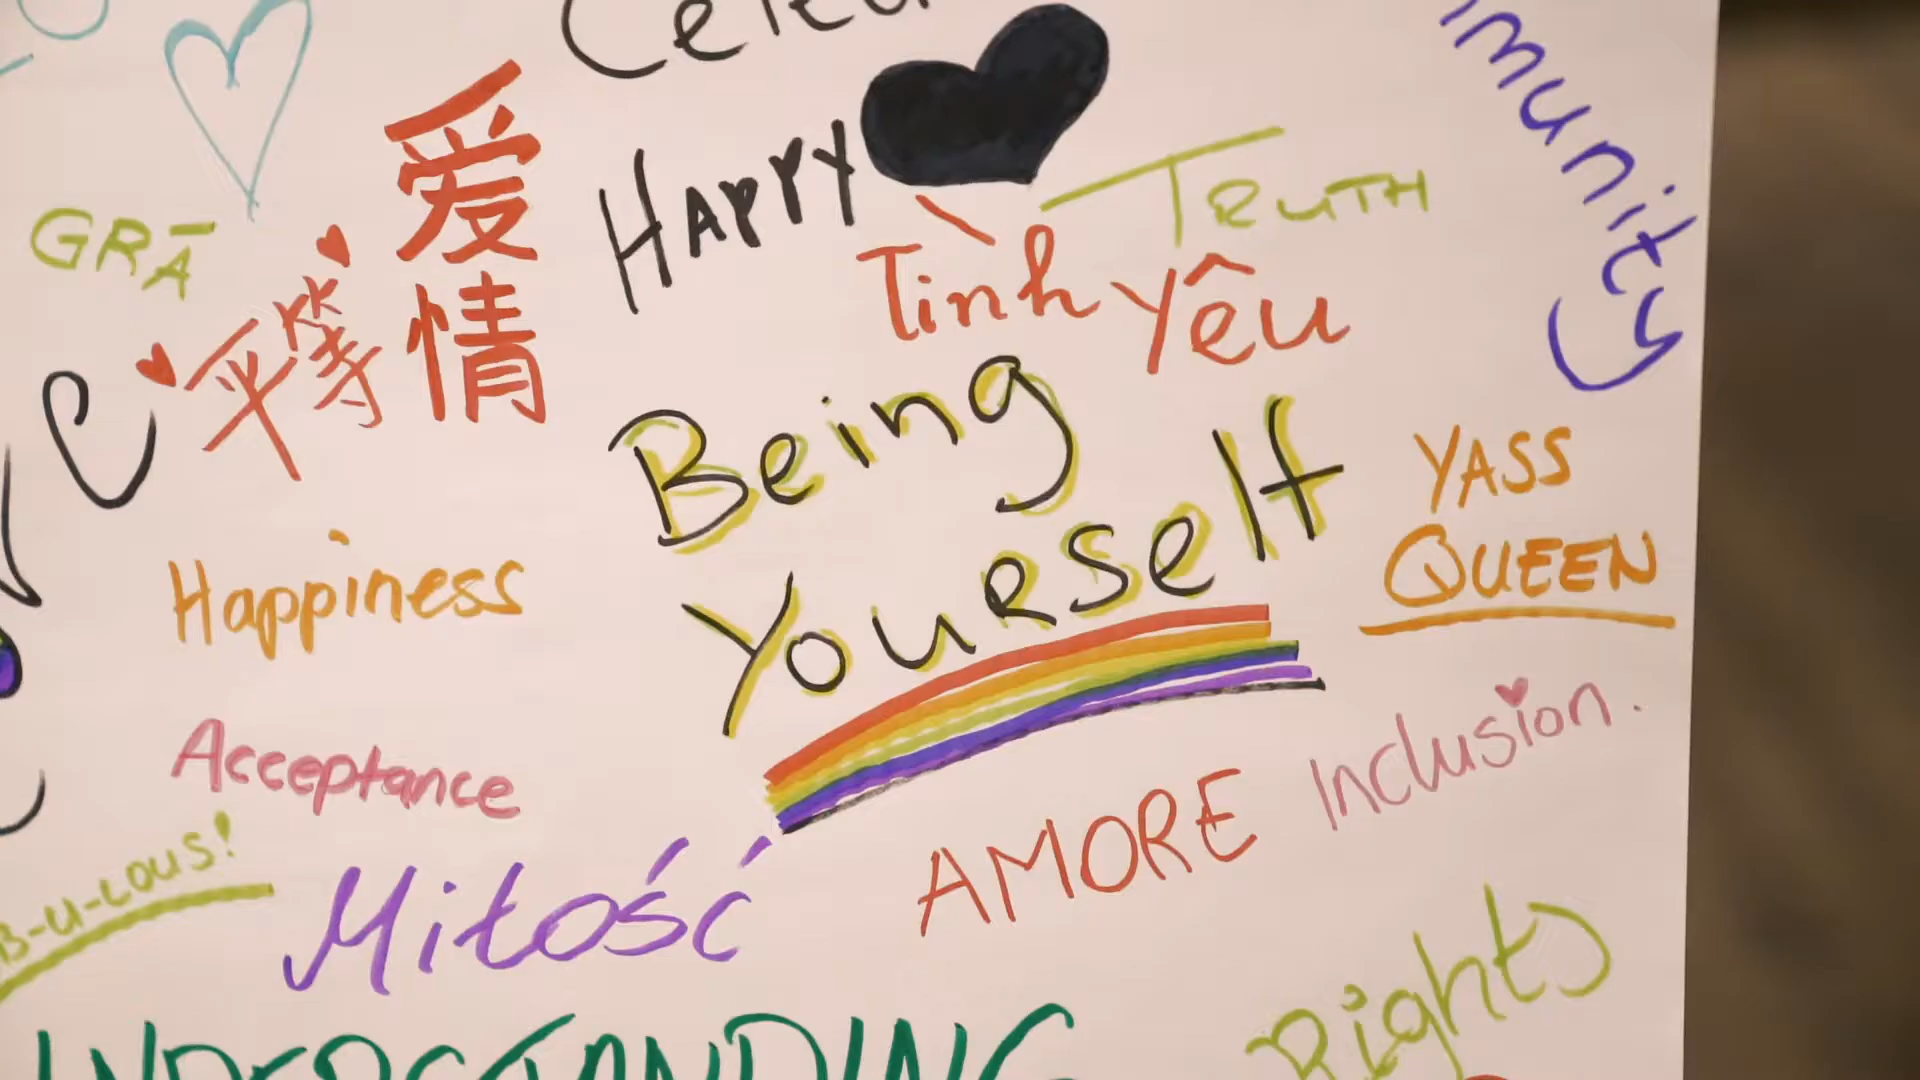 HAPPY
TRUTH
GRĀ
爱情
平等
Tình yêu
Being
Yourself
YASS
QUEEN
Happiness
Acceptance
Inclusion.
AMORE
Miłość
Rights
UNDERSTANDING